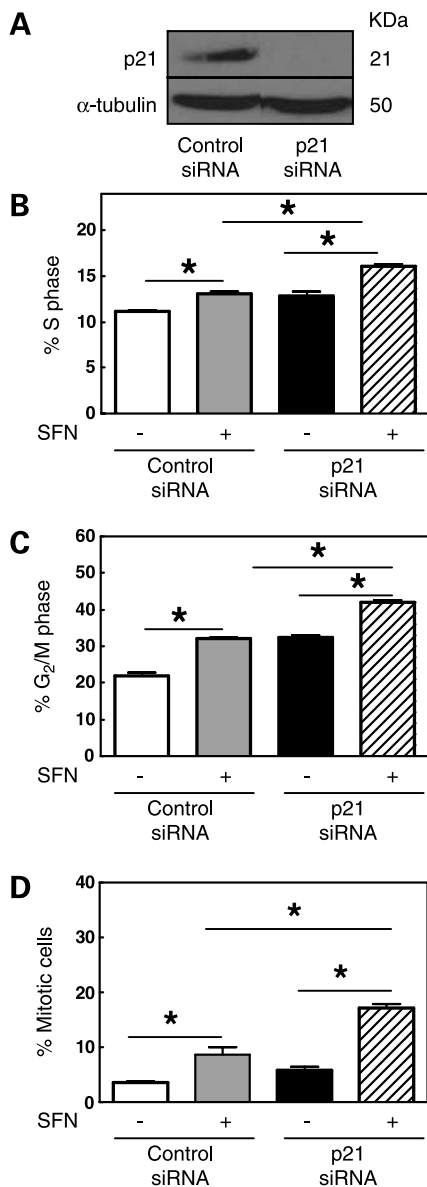 A
KDa
p21
21
α-tubulin
50
Control siRNA
p21 siRNA
B
% S phase
20
15
10
5
0
*
*
*
SFN
- + - +
Control siRNA
p21 siRNA
C
% G₂/M phase
60
50
40
30
20
10
0
*
*
*
SFN
- + - +
Control siRNA
p21 siRNA
D
% Mitotic cells
40
30
20
10
0
*
*
*
SFN
- + - +
Control siRNA
p21 siRNA